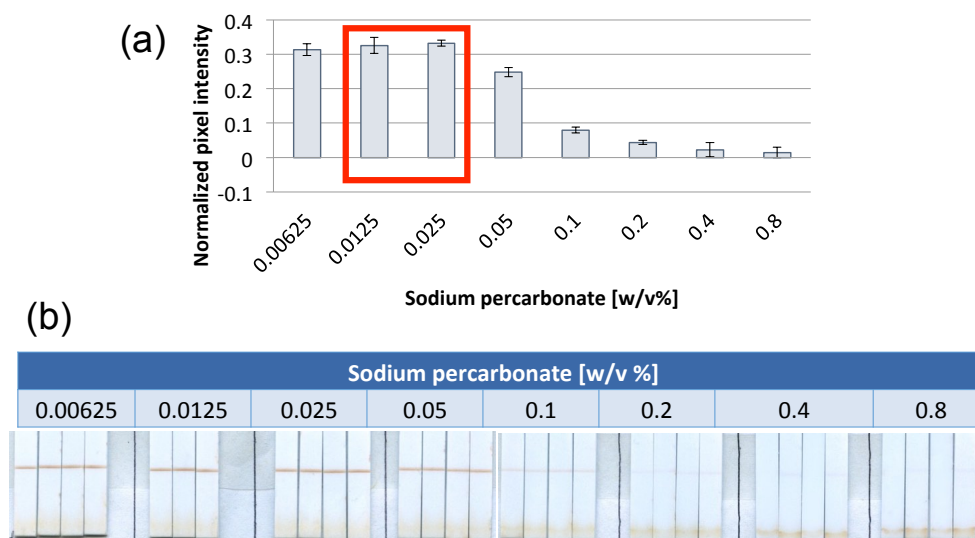 (a)
Normalized pixel intensity
0.4
0.3
0.2
0.1
0
-0.1
0.00625
0.0125
0.025
0.05
0.1
0.2
0.4
0.8
Sodium percarbonate [w/v%]
(b)
Sodium percarbonate [w/v %]
0.00625 0.0125 0.025 0.05 0.1 0.2 0.4 0.8